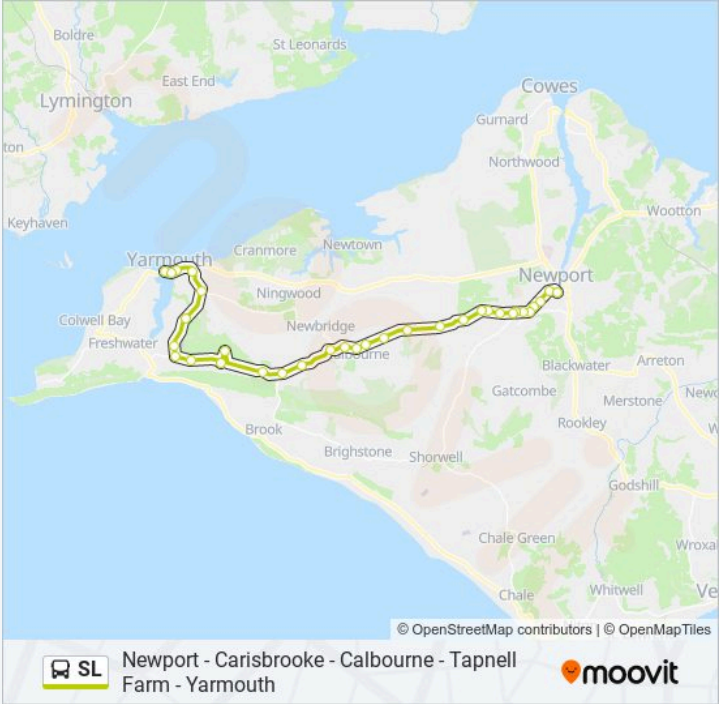 Boldre
St Leonards
East End
Lymington
Cowes
Gurnard
ton
Northwood
Keyhaven
Wootton
Yarmouth
Cranmore
Newtown
Newport
Ningwood
Colwell Bay
Newbridge
Freshwater
Calbourne
Blackwater
Arreton
Gatcombe
Merstone
Newc
Rookley
W
Brook
Brighstone
Shorwell
Godshill
Chale Green
Wroxa
Whitwell
Ve
Chale
© OpenStreetMap contributors | © OpenMapTiles
SL
Newport - Carisbrooke - Calbourne - Tapnell
Farm - Yarmouth
moovit